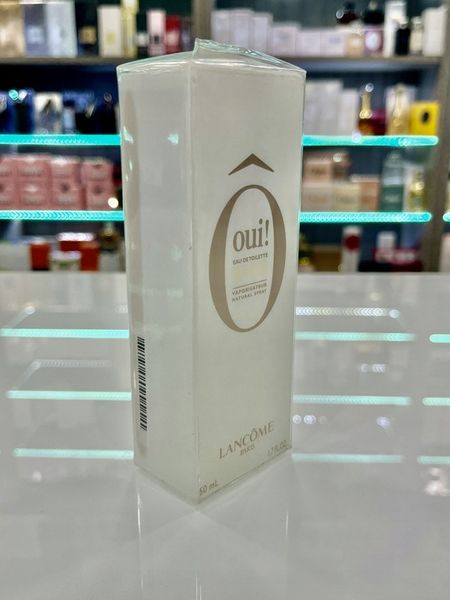 Ô
oui!
EAU DE TOILETTE
VAPORISATEUR
NATURAL SPRAY
LANCÔME
PARIS
50 mL 1.7 FL.OZ